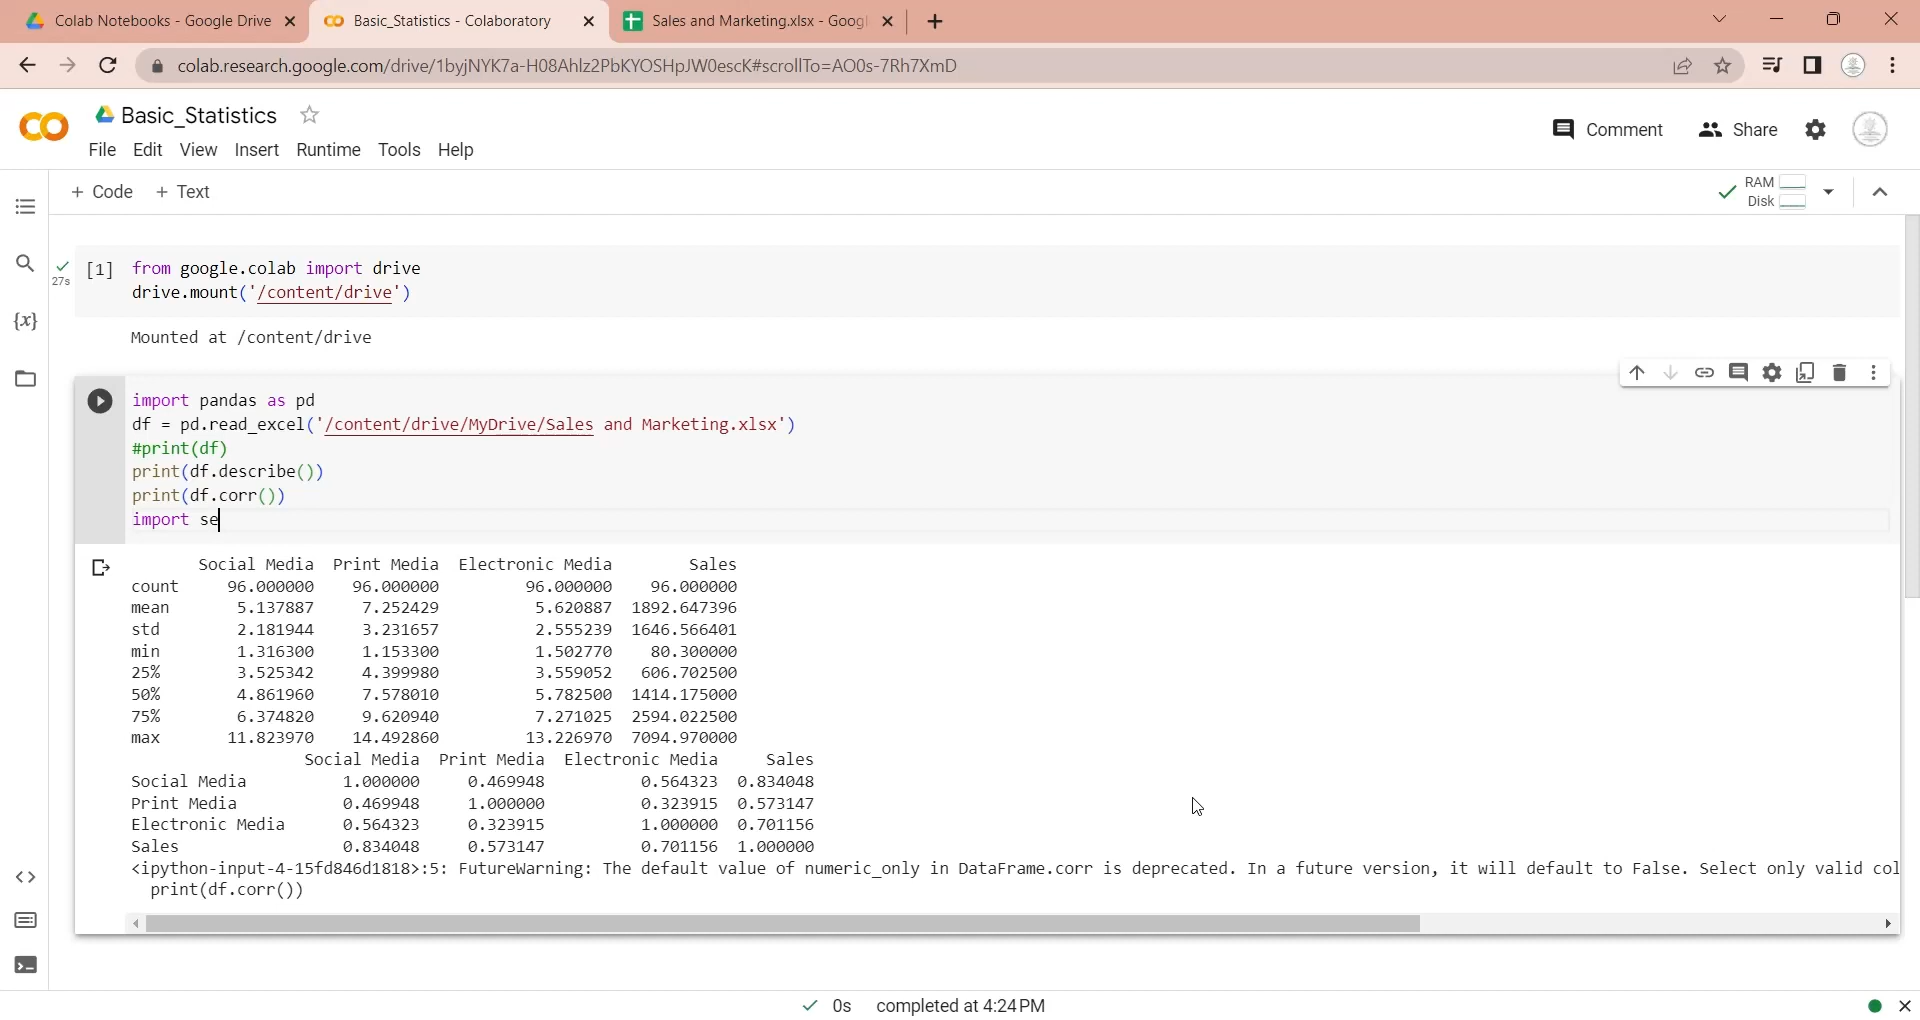 Colab Notebooks - Google Drive
Basic_Statistics - Colaboratory
Sales and Marketing.xlsx - Googl
colab.research.google.com/drive/1byjNYK7a-H08Ahlz2PbKYOSHpJW0escK#scrollTo=AO0s-7Rh7XmD
Basic_Statistics
File Edit View Insert Runtime Tools Help
Comment Share
+ Code + Text
RAM
Disk
27s
[1] from google.colab import drive
drive.mount('/content/drive')
Mounted at /content/drive
{x}
import pandas as pd
df = pd.read_excel('/content/drive/MyDrive/Sales and Marketing.xlsx')
#print(df)
print(df.describe())
print(df.corr())
import se
Social Media Print Media Electronic Media Sales
count 96.000000 96.000000 96.000000 96.000000
mean 5.137887 7.252429 5.620887 1892.647396
std 2.181944 3.231657 2.555239 1646.566401
min 1.316300 1.153300 1.502770 80.300000
25% 3.525342 4.399980 3.559052 606.702500
50% 4.861960 7.578010 5.782500 1414.175000
75% 6.374820 9.620940 7.271025 2594.022500
max 11.823970 14.492860 13.226970 7094.970000
Social Media Print Media Electronic Media Sales
Social Media 1.000000 0.469948 0.564323 0.834048
Print Media 0.469948 1.000000 0.323915 0.573147
Electronic Media 0.564323 0.323915 1.000000 0.701156
Sales 0.834048 0.573147 0.701156 1.000000
<ipython-input-4-15fd846d1818>:5: FutureWarning: The default value of numeric_only in DataFrame.corr is deprecated. In a future version, it will default to False. Select only valid col
print(df.corr())
0s completed at 4:24 PM